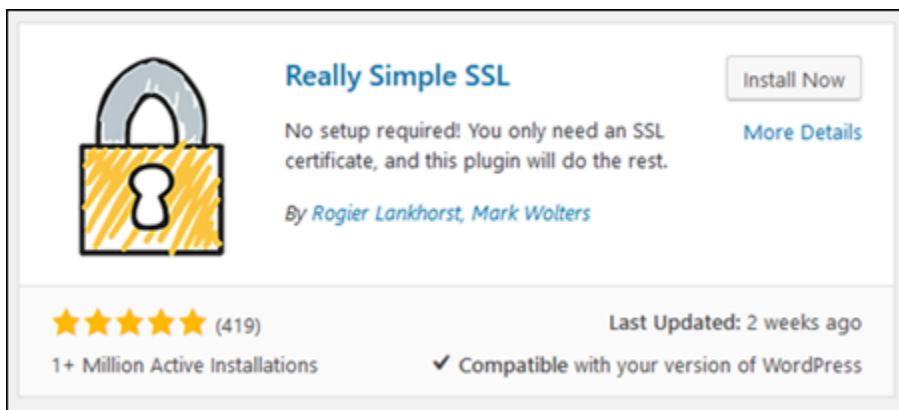 Really Simple SSL
Install Now
No setup required! You only need an SSL
certificate, and this plugin will do the rest.
More Details
By Rogier Lankhorst, Mark Wolters
(419)
Last Updated: 2 weeks ago
1+ Million Active Installations
✔ Compatible with your version of WordPress